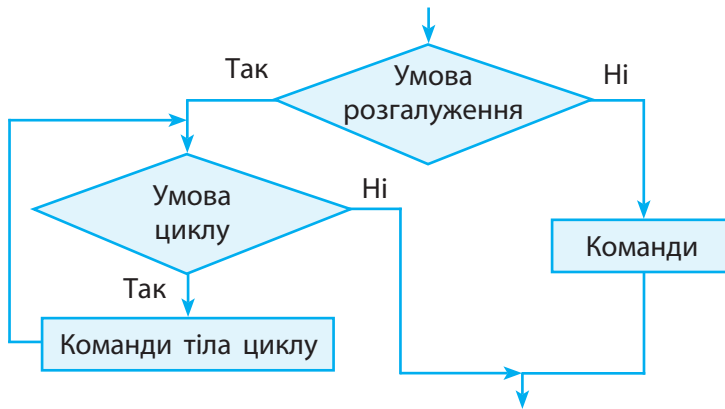 Так
Умова
розгалуження
Ні
Умова
циклу
Ні
Команди
Так
Команди тіла циклу